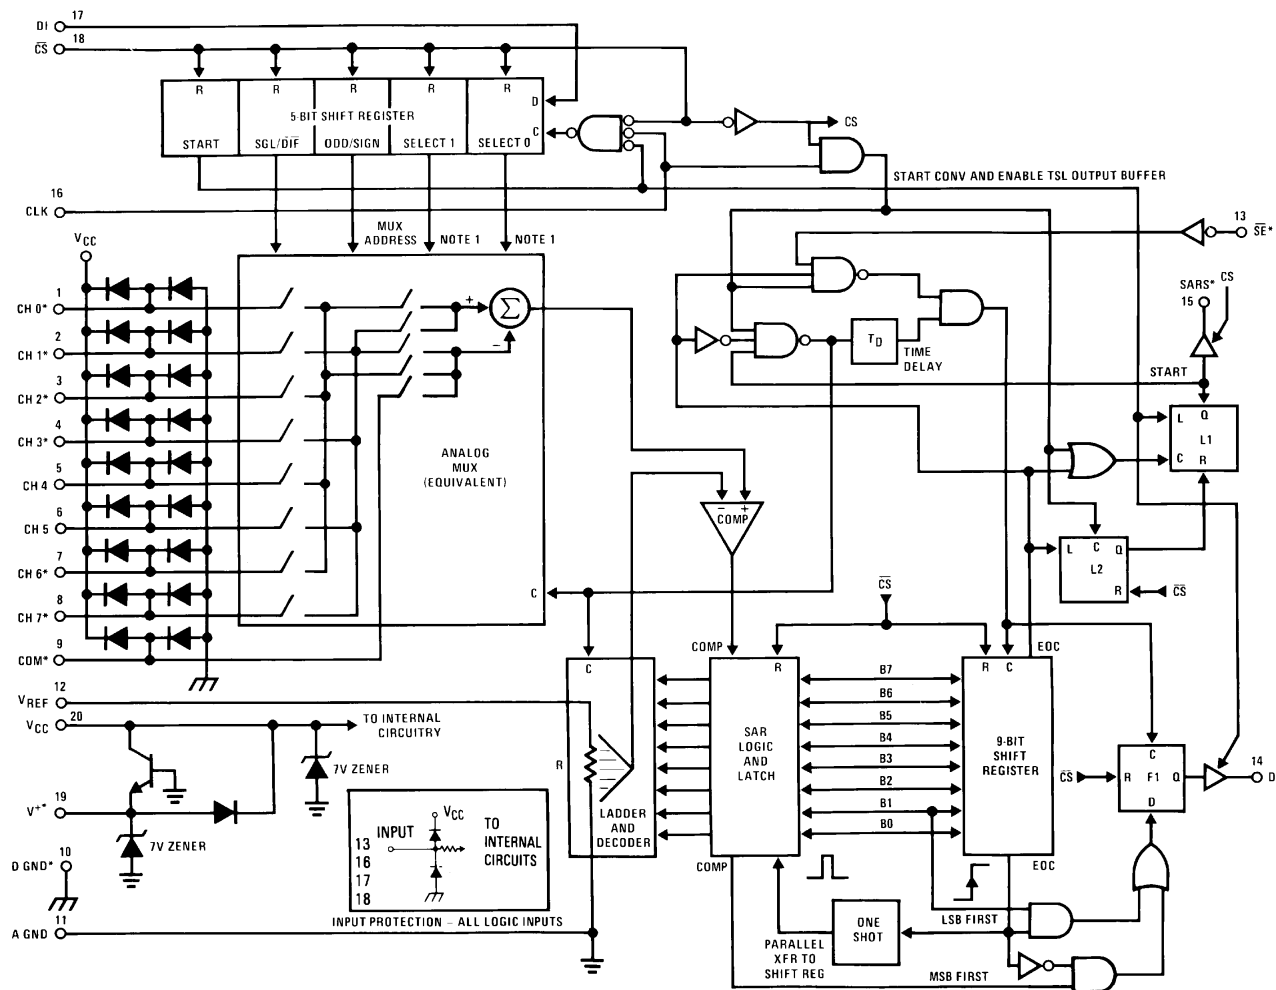 DI 17
CS 18
R R R R R
D
5-BIT SHIFT REGISTER
C
START SGL/DIF ODD/SIGN SELECT 1 SELECT 0
CS
START CONV AND ENABLE TSL OUTPUT BUFFER
16
CLK
MUX ADDRESS
NOTE 1 NOTE 1
13
SE*
VCC
1
CH 0*
2
CH 1*
3
CH 2*
4
CH 3*
5
CH 4
6
CH 5
7
CH 6*
8
CH 7*
9
COM*
+
Σ
–
ANALOG
MUX
(EQUIVALENT)
C
TD
TIME
DELAY
SARS* CS
15
START
L Q
L1
C R
– +
COMP
L C Q
L2
R
CS
CS
COMP
R
R C
EOC
12
VREF
20
VCC
TO INTERNAL
CIRCUITRY
7V ZENER
19
V+*
7V ZENER
10
D GND*
11
A GND
C
R
LADDER
AND
DECODER
SAR
LOGIC
AND
LATCH
B7
B6
B5
B4
B3
B2
B1
B0
9-BIT
SHIFT
REGISTER
CS
C
R F1 Q
D
14
D
VCC
INPUT
TO
INTERNAL
CIRCUITS
13
16
17
18
INPUT PROTECTION – ALL LOGIC INPUTS
COMP
EOC
ONE
SHOT
PARALLEL
XFR TO
SHIFT REG
LSB FIRST
MSB FIRST